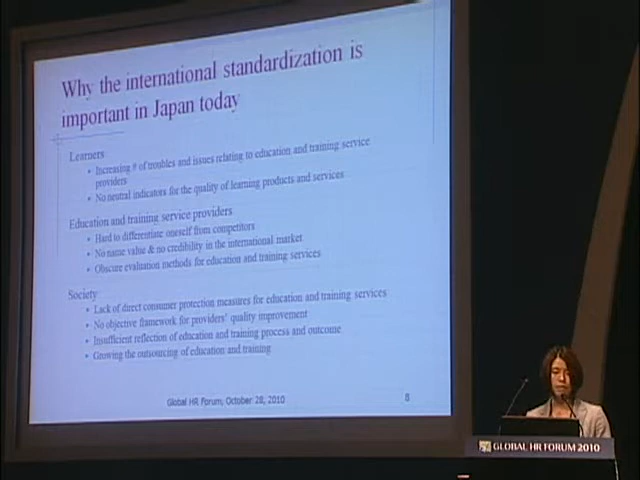 Why the international standardization is
important in Japan today
Learners
• Increasing # of troubles and issues relating to education and training service
providers
• No neutral indicators for the quality of learning products and services
Education and training service providers
• Hard to differentiate oneself from competitors
• No name value & no credibility in the international market
• Obscure evaluation methods for education and training services
Society
• Lack of direct consumer protection measures for education and training services
• No objective framework for providers' quality improvement
• Insufficient reflection of education and training process and outcome
• Growing the outsourcing of education and training
Global HR Forum, October 28, 2010
8
GLOBAL HR FORUM 2010